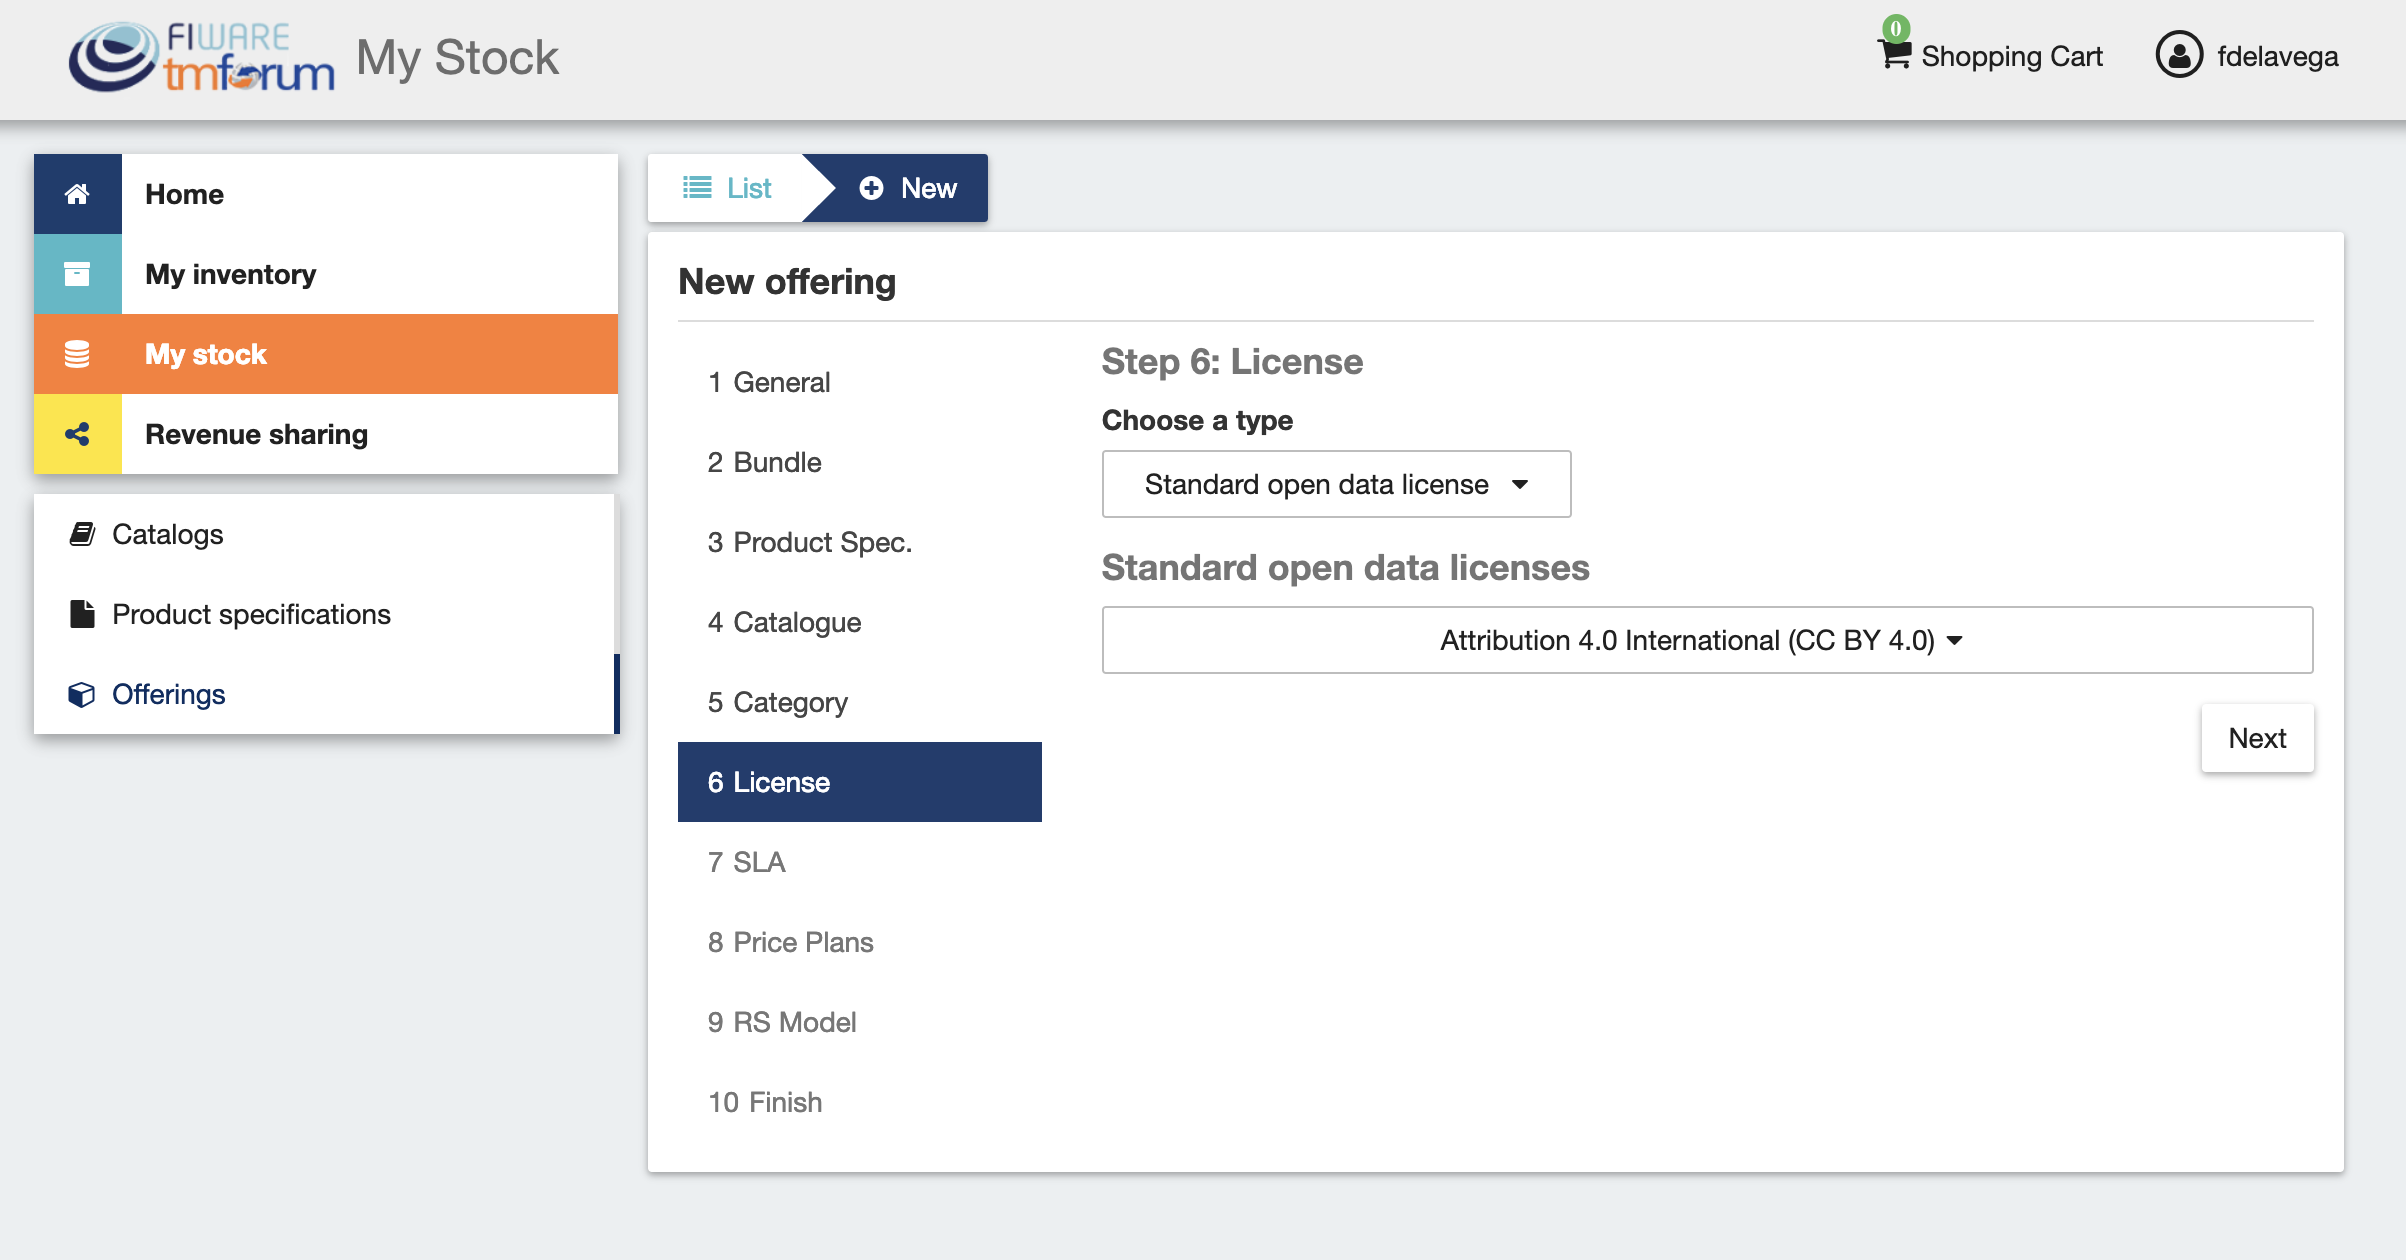 FIWARE
tmforum
My Stock
0
Shopping Cart
fdelavega
Home
My inventory
My stock
Revenue sharing
Catalogs
Product specifications
Offerings
List
New
New offering
1 General
2 Bundle
3 Product Spec.
4 Catalogue
5 Category
6 License
7 SLA
8 Price Plans
9 RS Model
10 Finish
Step 6: License
Choose a type
Standard open data license
Standard open data licenses
Attribution 4.0 International (CC BY 4.0)
Next